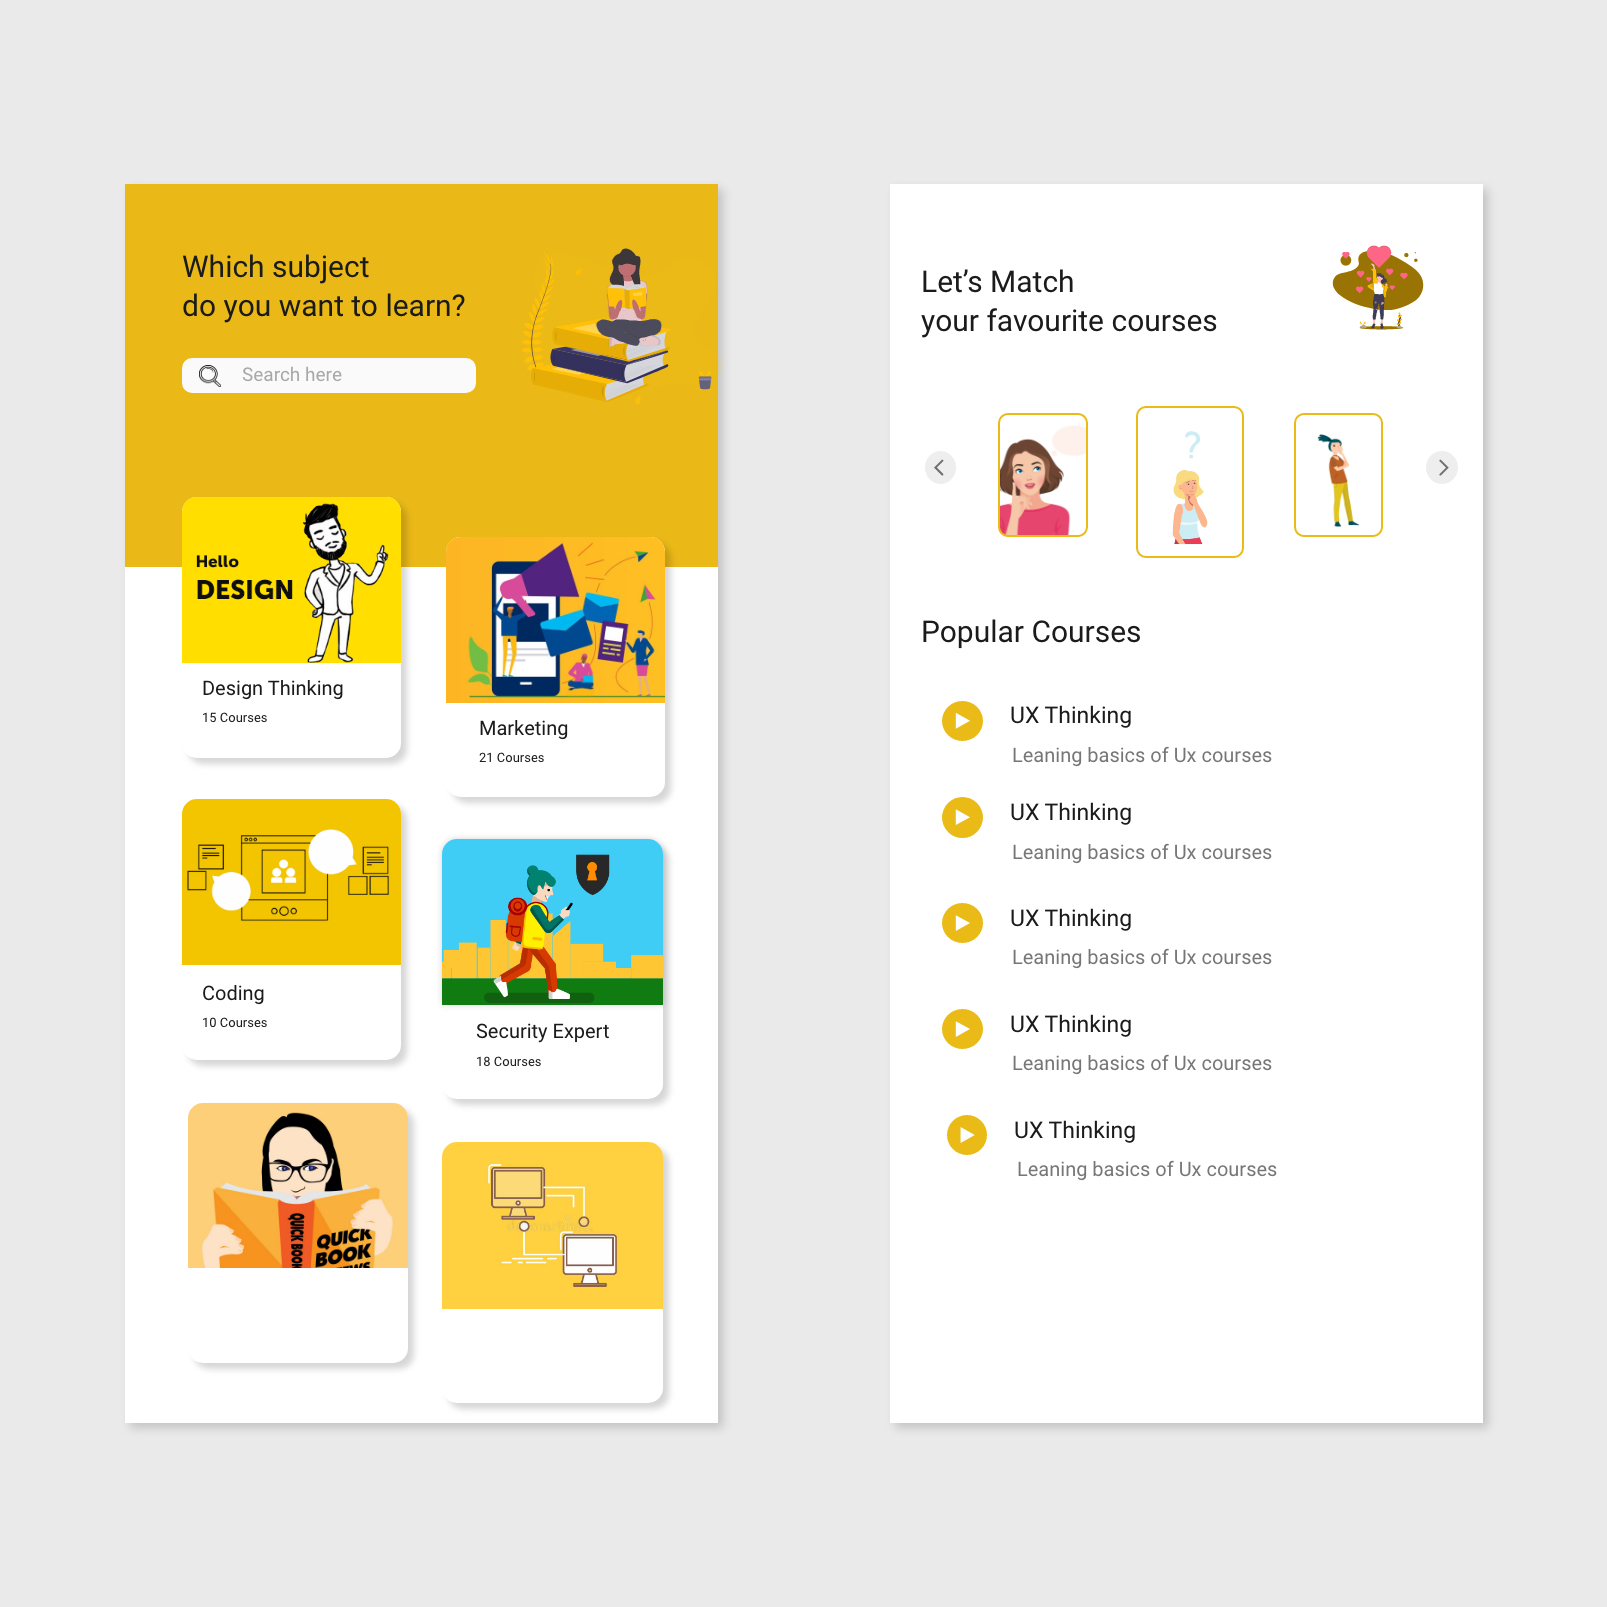 Which subject
do you want to learn?
Search here
Hello
DESIGN
Design Thinking
15 Courses
Marketing
21 Courses
Coding
10 Courses
Security Expert
18 Courses
QUICK BOOK
QUICK
BOOK
Let’s Match
your favourite courses
?
Popular Courses
UX Thinking
Leaning basics of Ux courses
UX Thinking
Leaning basics of Ux courses
UX Thinking
Leaning basics of Ux courses
UX Thinking
Leaning basics of Ux courses
UX Thinking
Leaning basics of Ux courses